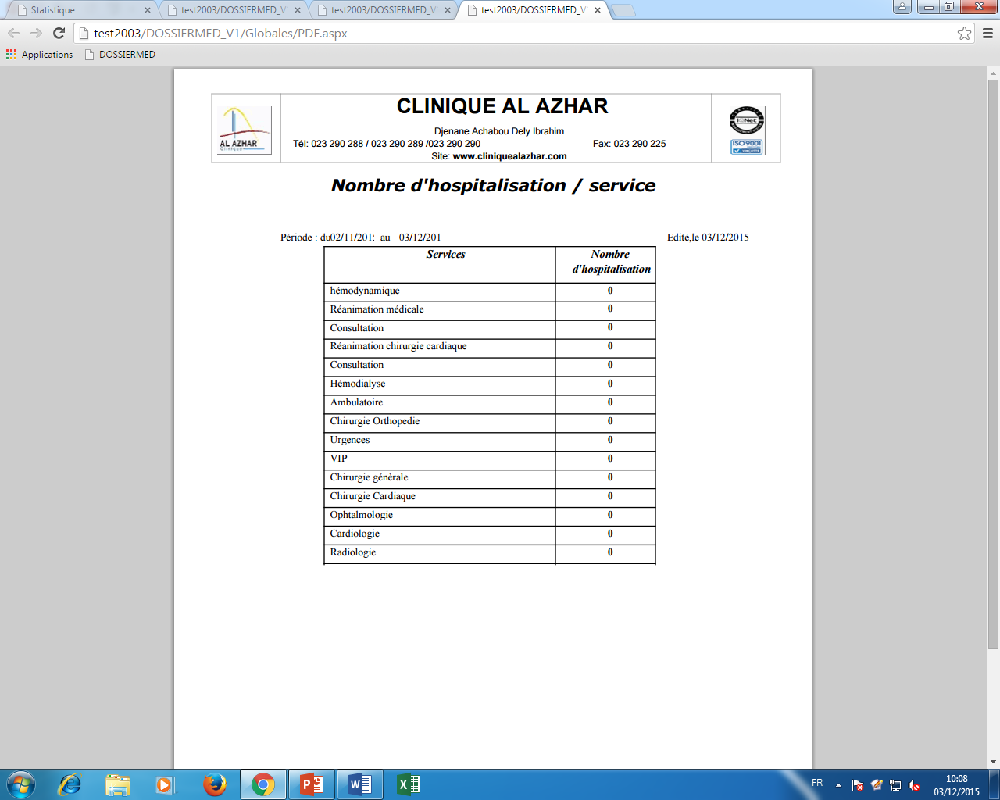 Statistique
test2003/DOSSIERMED_V
test2003/DOSSIERMED_V
test2003/DOSSIERMED_V
test2003/DOSSIERMED_V1/Globales/PDF.aspx
Applications
DOSSIERMED
AL AZHAR
Clinique
CLINIQUE AL AZHAR
Djenane Achabou Dely Ibrahim
Tél: 023 290 288 / 023 290 289 /023 290 290 Fax: 023 290 225
Site: www.cliniquealazhar.com
IQNet
ISO 9001
Nombre d'hospitalisation / service
Période : du02/11/201: au 03/12/201 Edité,le 03/12/2015
Services Nombre
d'hospitalisation
hémodynamique 0
Réanimation médicale 0
Consultation 0
Réanimation chirurgie cardiaque 0
Consultation 0
Hémodialyse 0
Ambulatoire 0
Chirurgie Orthopedie 0
Urgences 0
VIP 0
Chirurgie génèrale 0
Chirurgie Cardiaque 0
Ophtalmologie 0
Cardiologie 0
Radiologie 0
FR
10:08
03/12/2015